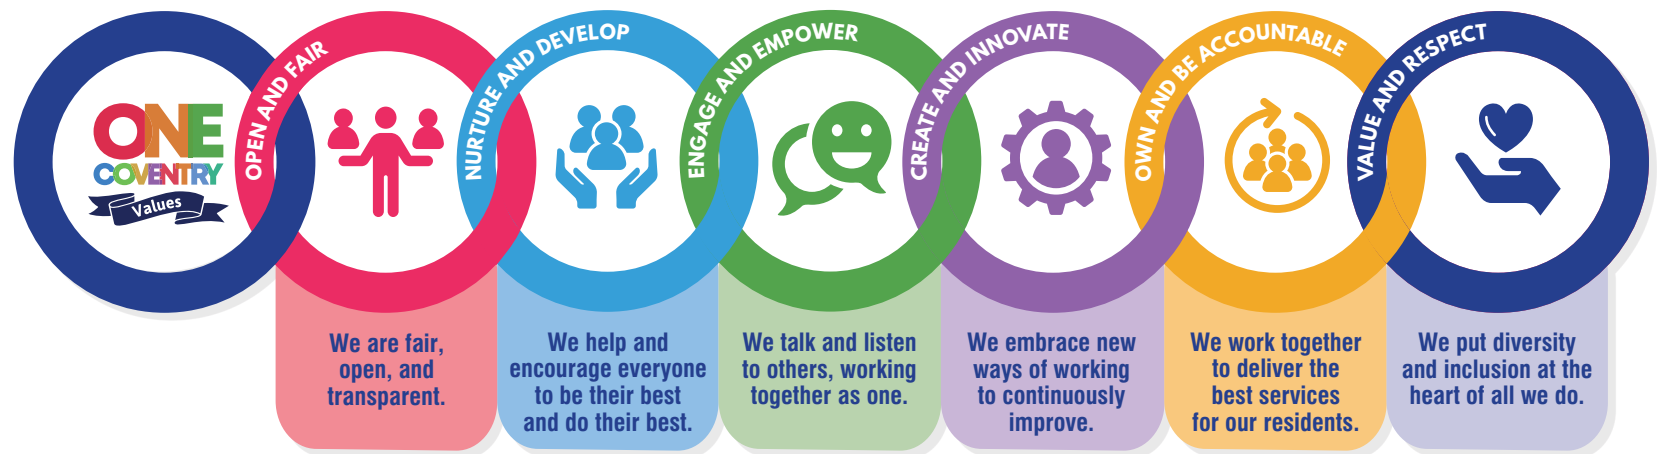 ONE
COVENTRY
Values
OPEN AND FAIR
We are fair,
open, and
transparent.
NURTURE AND DEVELOP
We help and
encourage everyone
to be their best
and do their best.
ENGAGE AND EMPOWER
We talk and listen
to others, working
together as one.
CREATE AND INNOVATE
We embrace new
ways of working
to continuously
improve.
OWN AND BE ACCOUNTABLE
We work together
to deliver the
best services
for our residents.
VALUE AND RESPECT
We put diversity
and inclusion at the
heart of all we do.